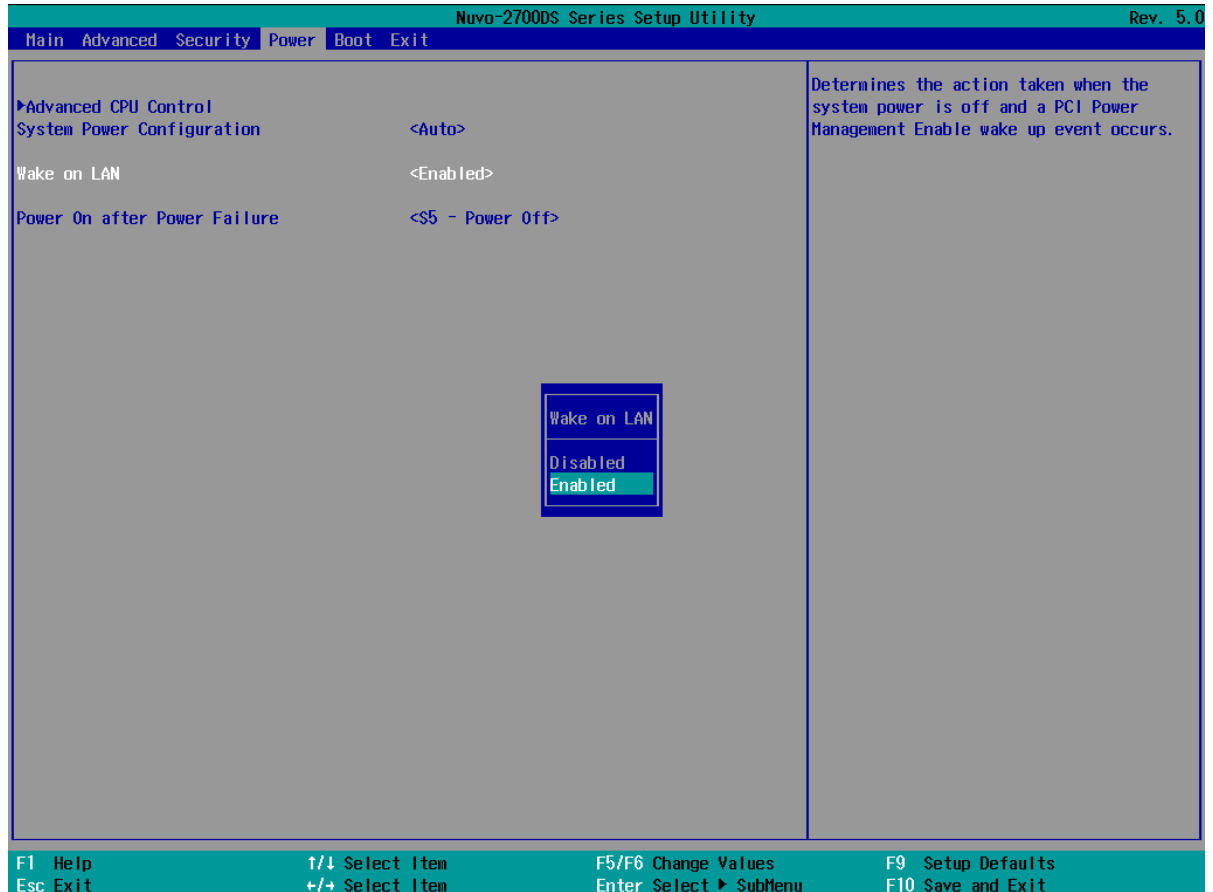 Nuvo-2700DS Series Setup Utility Rev. 5.0
Main Advanced Security Power Boot Exit
▶Advanced CPU Control
System Power Configuration <Auto>
Wake on LAN <Enabled>
Power On after Power Failure <S5 - Power Off>
Determines the action taken when the
system power is off and a PCI Power
Management Enable wake up event occurs.
Wake on LAN
Disabled
Enabled
F1 Help ↑/↓ Select Item F5/F6 Change Values F9 Setup Defaults
Esc Exit ←/→ Select Item Enter Select ▶ SubMenu F10 Save and Exit